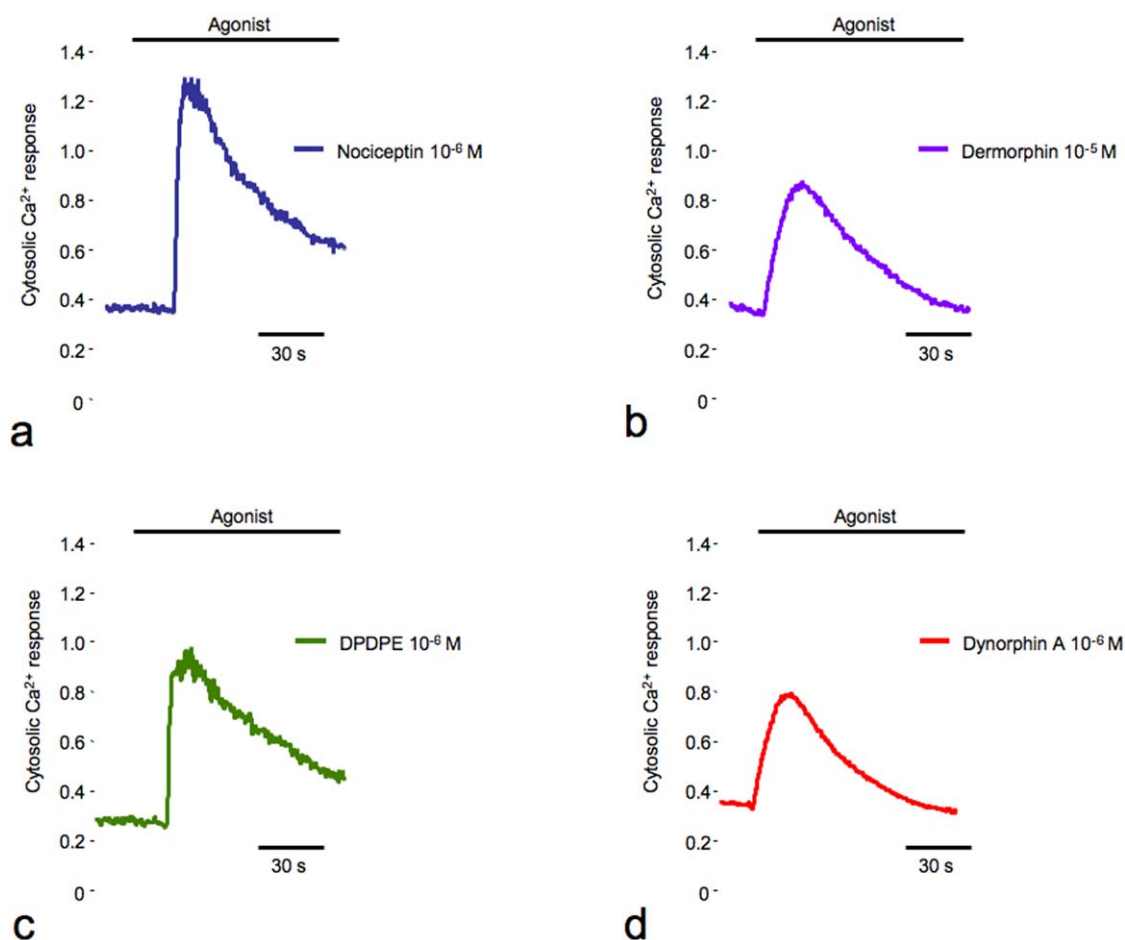 Agonist
1.4
1.2
1.0
0.8
0.6
0.4
0.2
0
Cytosolic Ca²⁺ response
Nociceptin 10⁻⁶ M
30 s
a
Agonist
1.4
1.2
1.0
0.8
0.6
0.4
0.2
0
Cytosolic Ca²⁺ response
Dermorphin 10⁻⁵ M
30 s
b
Agonist
1.4
1.2
1.0
0.8
0.6
0.4
0.2
0
Cytosolic Ca²⁺ response
DPDPE 10⁻⁶ M
30 s
c
Agonist
1.4
1.2
1.0
0.8
0.6
0.4
0.2
0
Cytosolic Ca²⁺ response
Dynorphin A 10⁻⁶ M
30 s
d